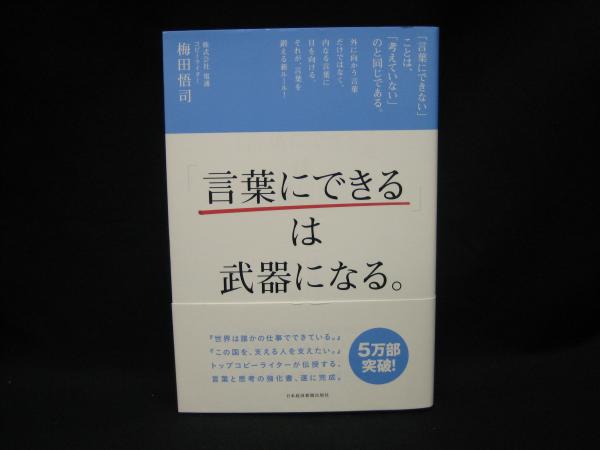 「言葉にできない」
ことは、
「考えていない」
のと同じである。
外に向かう言葉
だけではなく、
内なる言葉に
目を向ける。
それが、言葉を
鍛える新ルール！
株式会社 電通
コピーライター
梅田悟司
「言葉にできる」
は
武器になる。
『世界は誰かの仕事でできている。』
『この国を、支える人を支えたい。』
トップコピーライターが伝授する、
言葉と思考の強化書、遂に完成。
5万部
突破！
日本経済新聞出版社